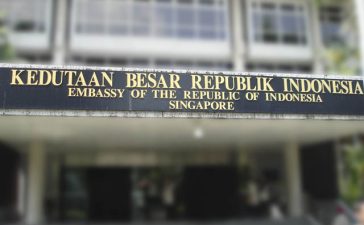 KEDUTAAN BESAR REPUBLIK INDONESIA
EMBASSY OF THE REPUBLIC OF INDONESIA
SINGAPORE